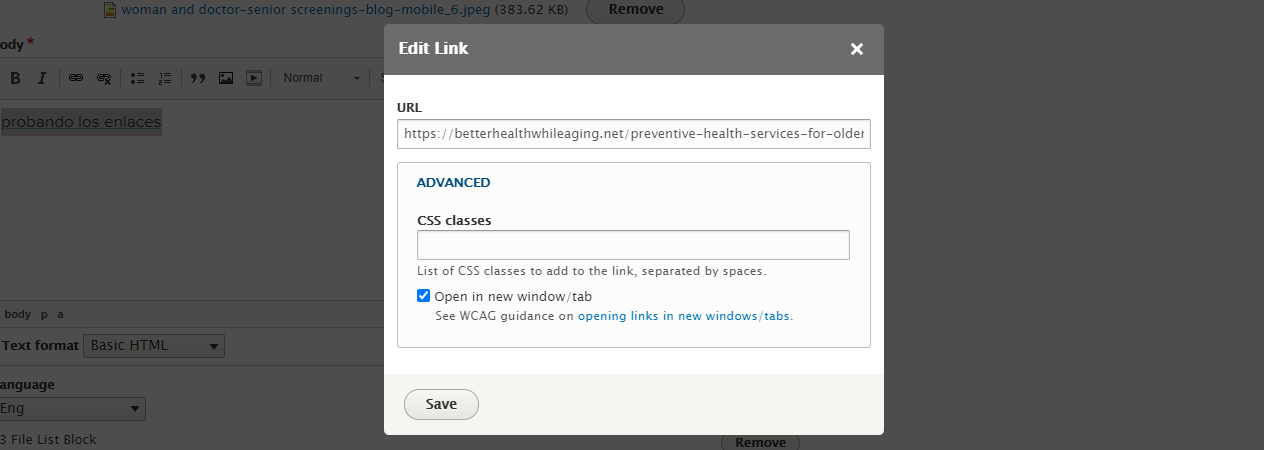 woman and doctor-senior screenings-blog-mobile_6.jpeg (383.62 KB) Remove
Edit Link
ody *
B I Normal
URL
probando los enlaces
https://betterhealthwhileaging.net/preventive-health-services-for-older
ADVANCED
CSS classes
List of CSS classes to add to the link, separated by spaces.
Open in new window/tab
body p a
See WCAG guidance on opening links in new windows/tabs.
Text format Basic HTML
anguage
Save
Eng
3 File List Block Remove